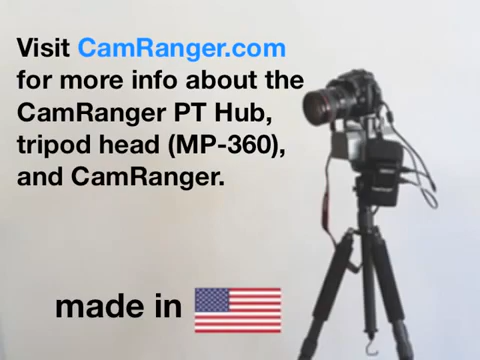 Visit CamRanger.com
for more info about the
CamRanger PT Hub,
tripod head (MP-360),
and CamRanger.
made in